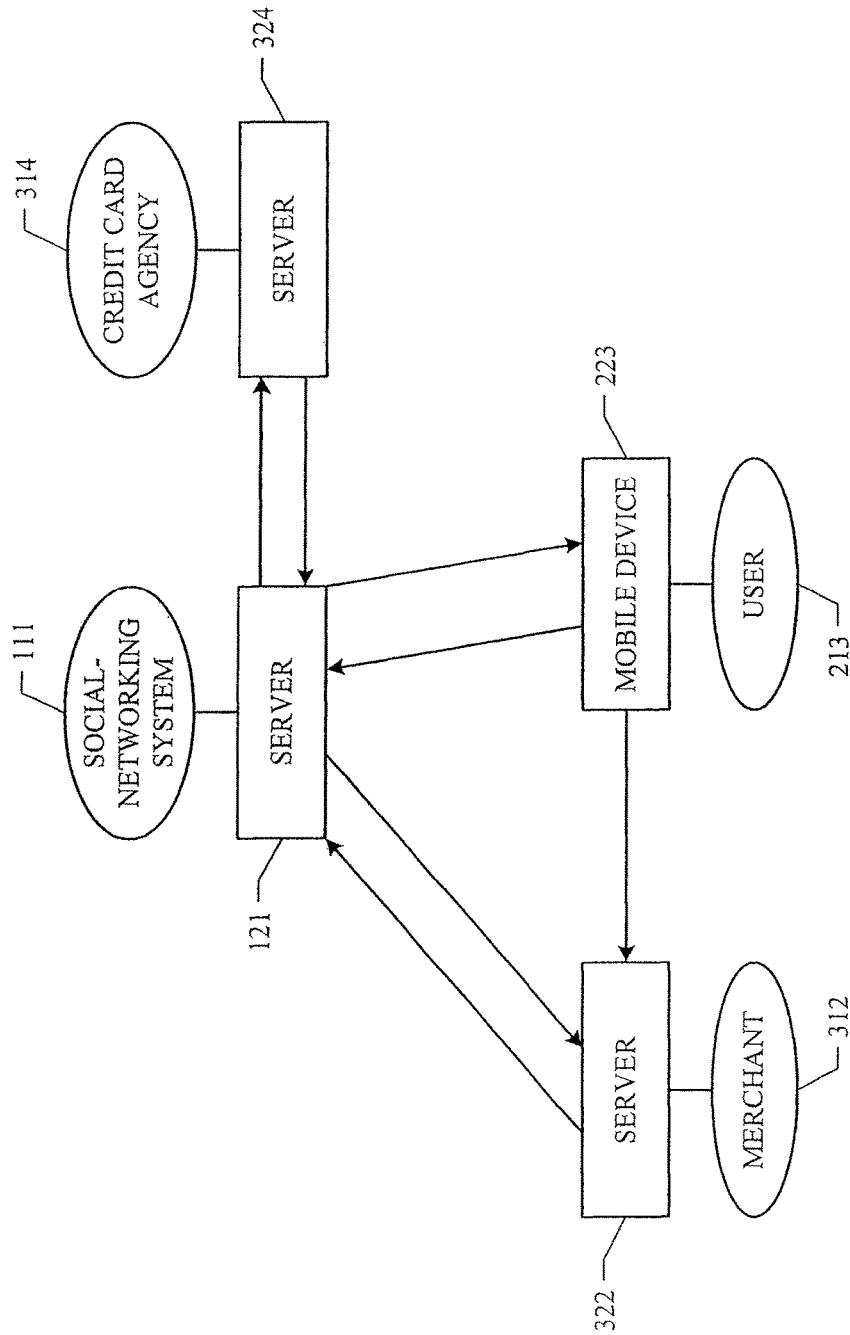 111
SOCIAL-
NETWORKING
SYSTEM
314
CREDIT CARD
AGENCY
121
SERVER
SERVER
324
322
SERVER
MOBILE DEVICE
223
MERCHANT
312
USER
213